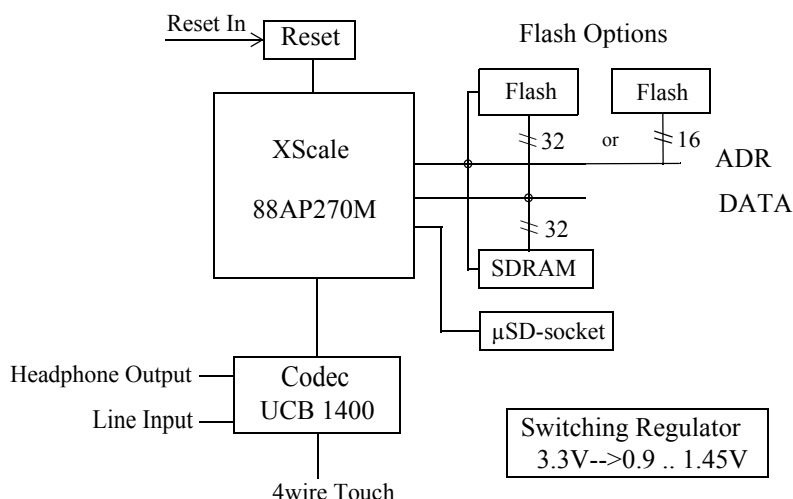 Reset In
Reset
Flash Options
Flash
Flash
XScale
88AP270M
32
or
16
ADR
DATA
32
SDRAM
µSD-socket
Headphone Output
Line Input
Codec
UCB 1400
Switching Regulator
3.3V-->0.9 .. 1.45V
4wire Touch